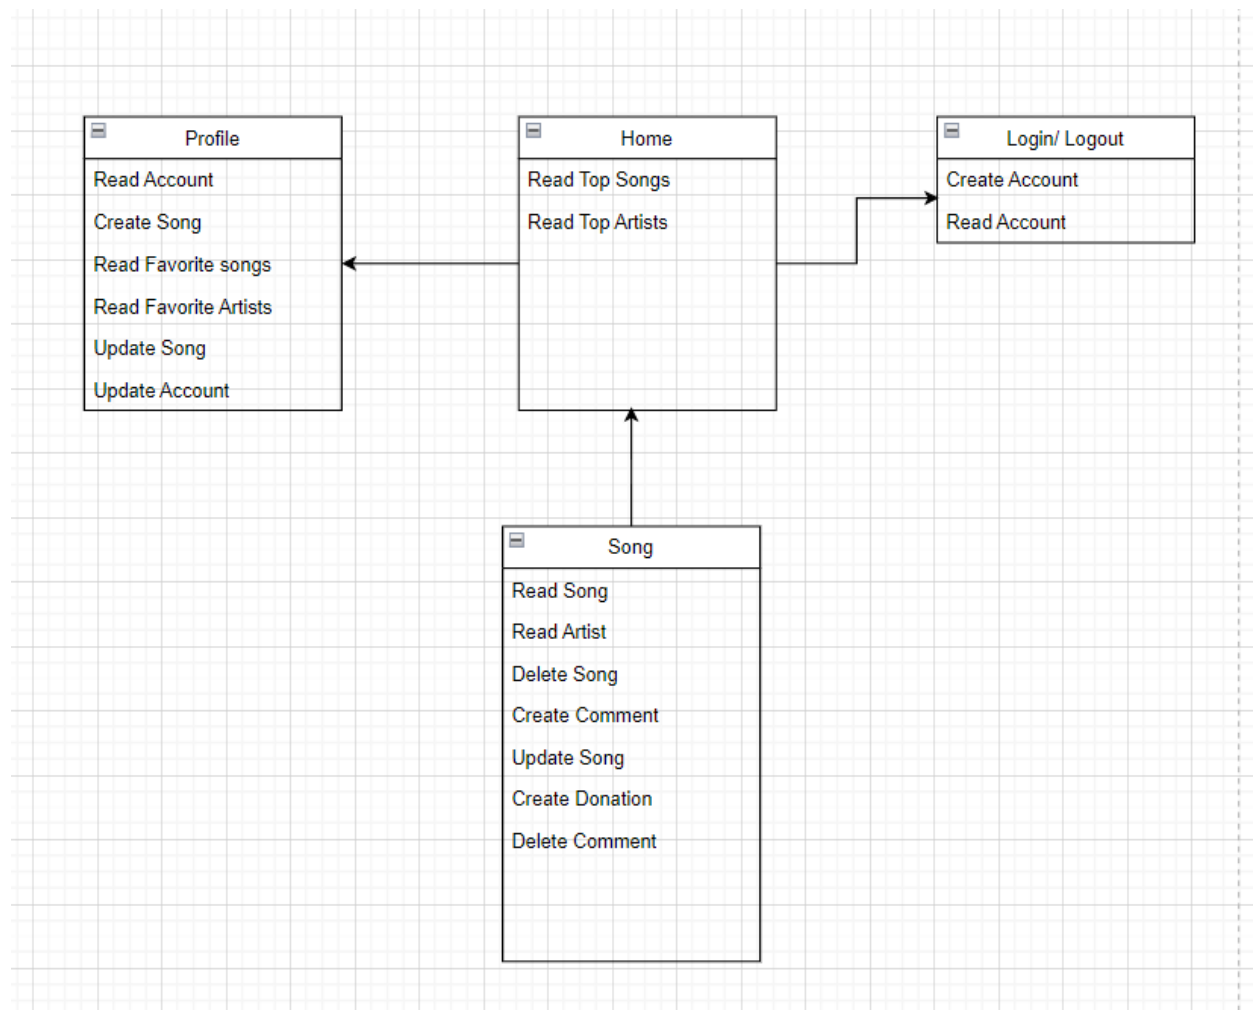 Profile
Read Account
Create Song
Read Favorite songs
Read Favorite Artists
Update Song
Update Account
Home
Read Top Songs
Read Top Artists
Login/ Logout
Create Account
Read Account
Song
Read Song
Read Artist
Delete Song
Create Comment
Update Song
Create Donation
Delete Comment